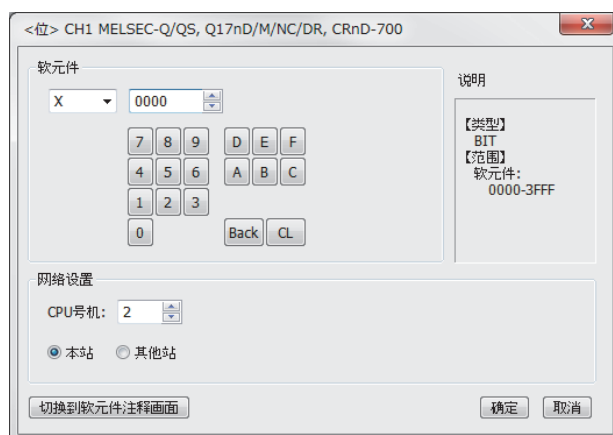 <位> CH1 MELSEC-Q/QS, Q17nD/M/NC/DR, CRnD-700
软元件
X 0000
7 8 9 D E F
4 5 6 A B C
1 2 3
0 Back CL
说明
【类型】
BIT
【范围】
软元件:
0000-3FFF
网络设置
CPU号机: 2
本站 其他站
切换到软元件注释画面 确定 取消